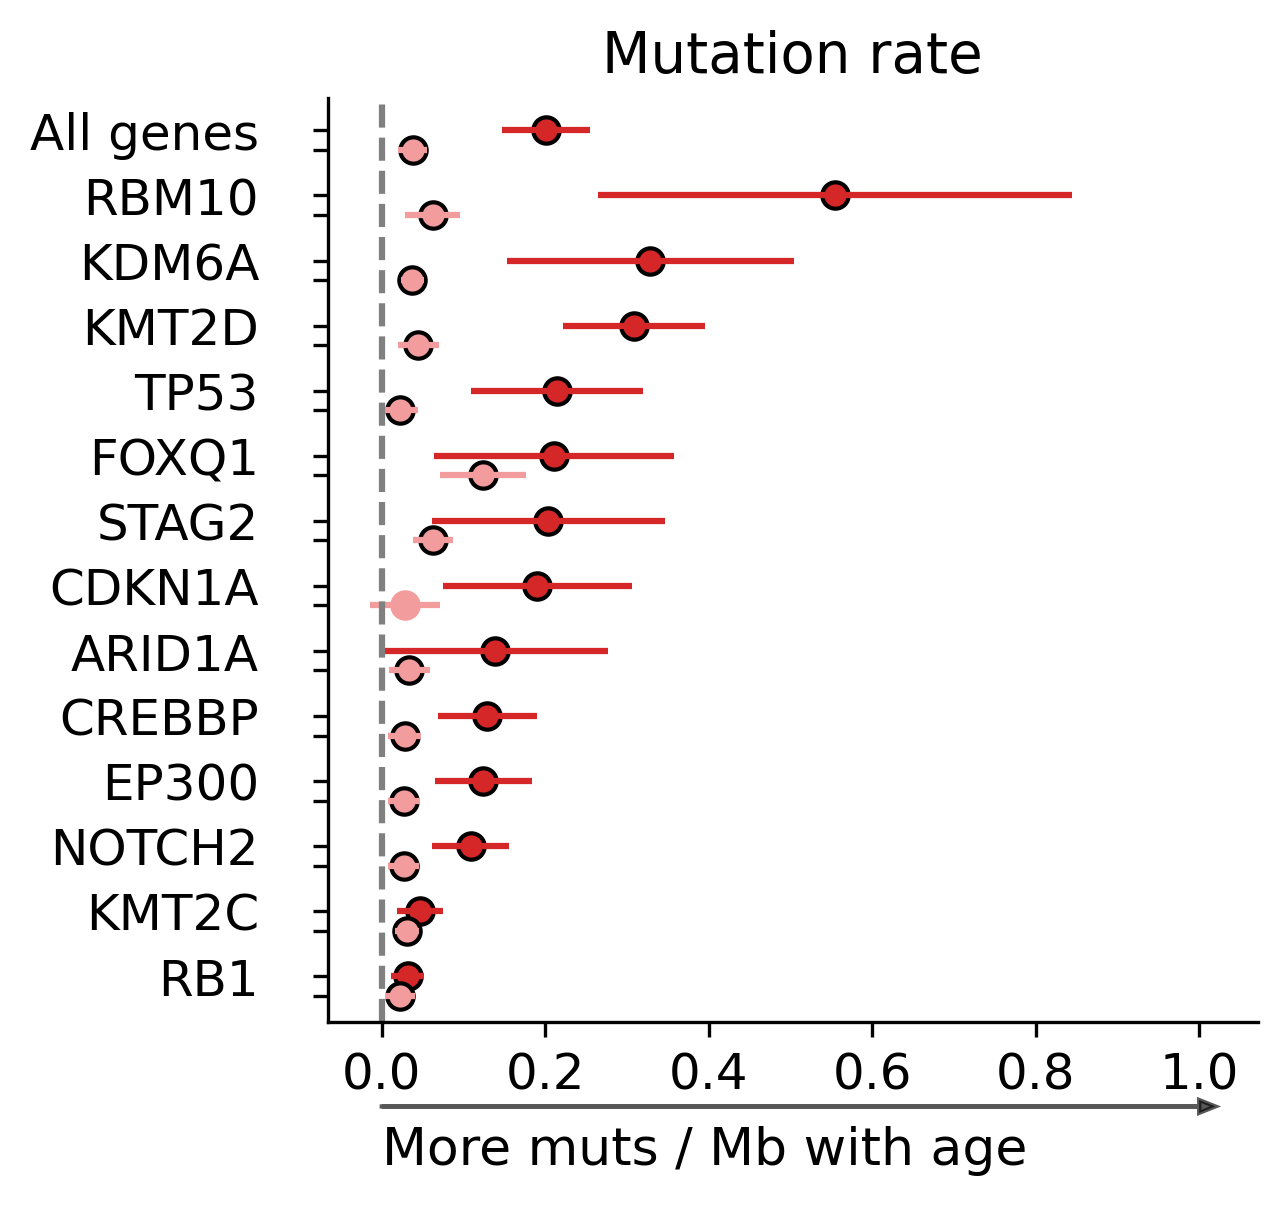 Mutation rate
All genes
RBM10
KDM6A
KMT2D
TP53
FOXQ1
STAG2
CDKN1A
ARID1A
CREBBP
EP300
NOTCH2
KMT2C
RB1
0.0 0.2 0.4 0.6 0.8 1.0
More muts / Mb with age